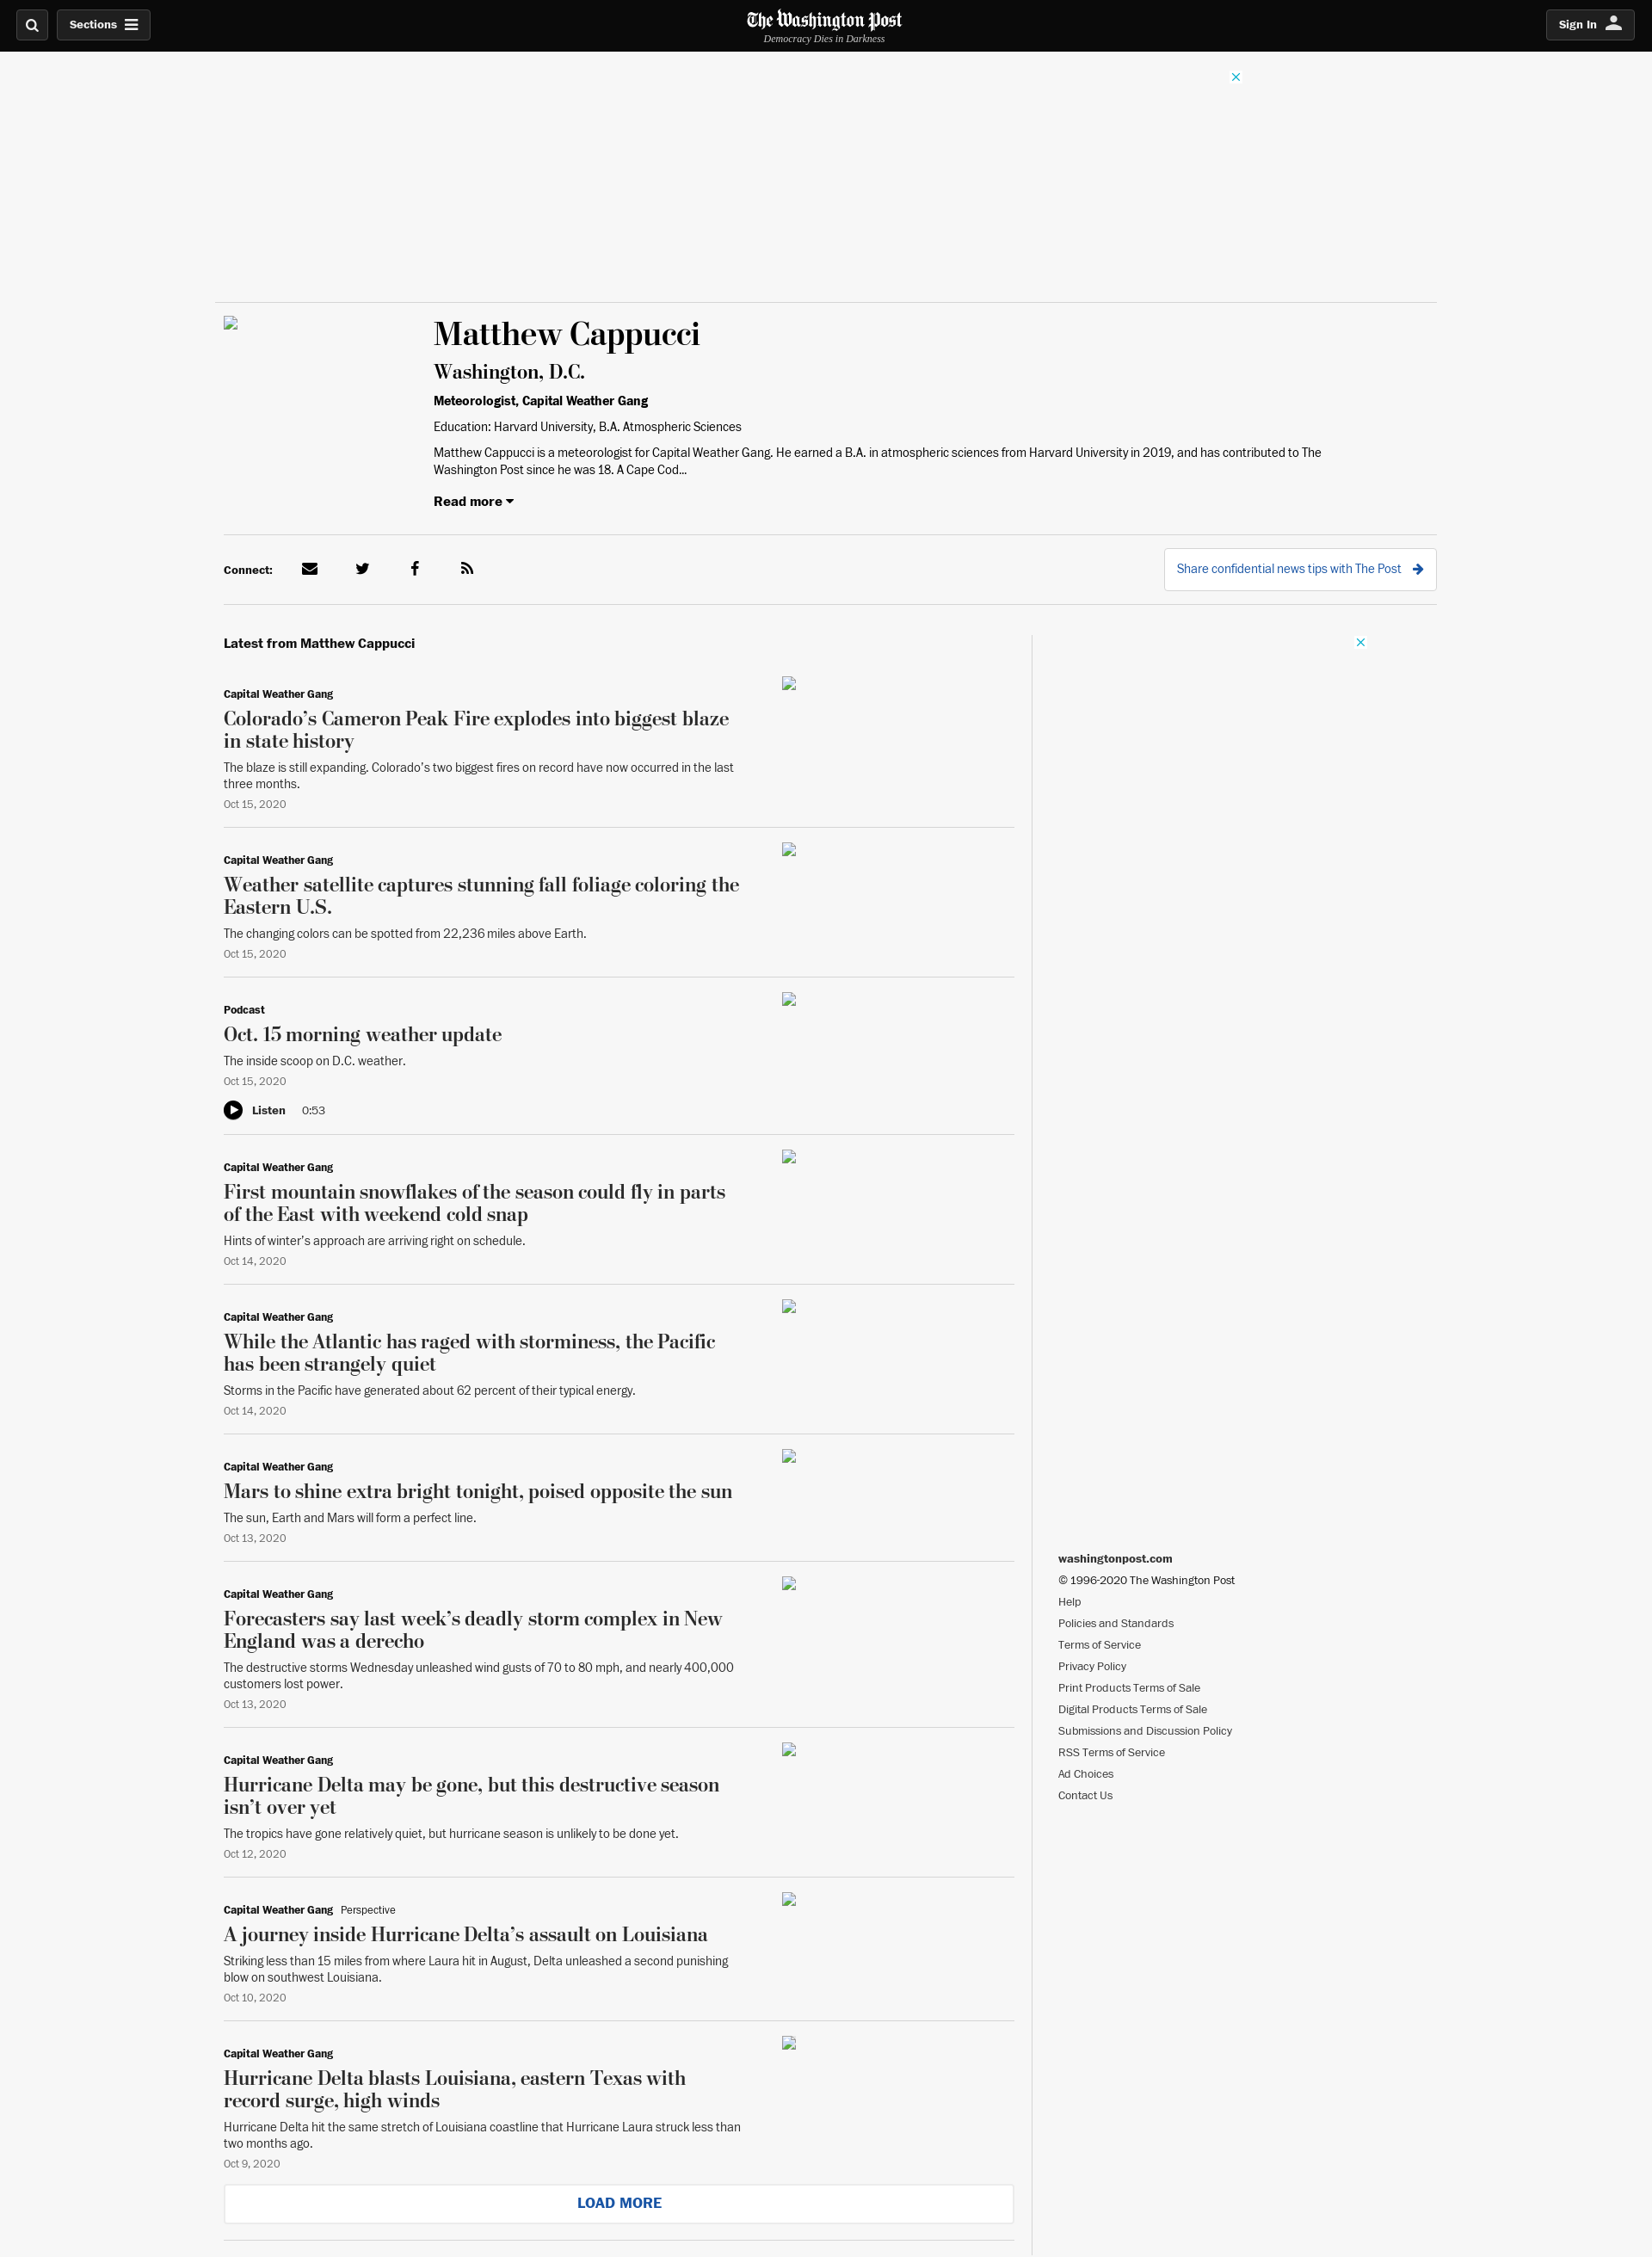 Sections
The Washington Post
Democracy Dies in Darkness
Sign In
Matthew Cappucci
Washington, D.C.
Meteorologist, Capital Weather Gang
Education: Harvard University, B.A. Atmospheric Sciences
Matthew Cappucci is a meteorologist for Capital Weather Gang. He earned a B.A. in atmospheric sciences from Harvard University in 2019, and has contributed to The
Washington Post since he was 18. A Cape Cod...
Read more
Connect:
Share confidential news tips with The Post
Latest from Matthew Cappucci
Capital Weather Gang
Colorado’s Cameron Peak Fire explodes into biggest blaze
in state history
The blaze is still expanding. Colorado’s two biggest fires on record have now occurred in the last
three months.
Oct 15, 2020
Capital Weather Gang
Weather satellite captures stunning fall foliage coloring the
Eastern U.S.
The changing colors can be spotted from 22,236 miles above Earth.
Oct 15, 2020
Podcast
Oct. 15 morning weather update
The inside scoop on D.C. weather.
Oct 15, 2020
Listen 0:53
Capital Weather Gang
First mountain snowflakes of the season could fly in parts
of the East with weekend cold snap
Hints of winter’s approach are arriving right on schedule.
Oct 14, 2020
Capital Weather Gang
While the Atlantic has raged with storminess, the Pacific
has been strangely quiet
Storms in the Pacific have generated about 62 percent of their typical energy.
Oct 14, 2020
Capital Weather Gang
Mars to shine extra bright tonight, poised opposite the sun
The sun, Earth and Mars will form a perfect line.
Oct 13, 2020
Capital Weather Gang
Forecasters say last week’s deadly storm complex in New
England was a derecho
The destructive storms Wednesday unleashed wind gusts of 70 to 80 mph, and nearly 400,000
customers lost power.
Oct 13, 2020
Capital Weather Gang
Hurricane Delta may be gone, but this destructive season
isn’t over yet
The tropics have gone relatively quiet, but hurricane season is unlikely to be done yet.
Oct 12, 2020
Capital Weather Gang Perspective
A journey inside Hurricane Delta’s assault on Louisiana
Striking less than 15 miles from where Laura hit in August, Delta unleashed a second punishing
blow on southwest Louisiana.
Oct 10, 2020
Capital Weather Gang
Hurricane Delta blasts Louisiana, eastern Texas with
record surge, high winds
Hurricane Delta hit the same stretch of Louisiana coastline that Hurricane Laura struck less than
two months ago.
Oct 9, 2020
LOAD MORE
washingtonpost.com
© 1996-2020 The Washington Post
Help
Policies and Standards
Terms of Service
Privacy Policy
Print Products Terms of Sale
Digital Products Terms of Sale
Submissions and Discussion Policy
RSS Terms of Service
Ad Choices
Contact Us